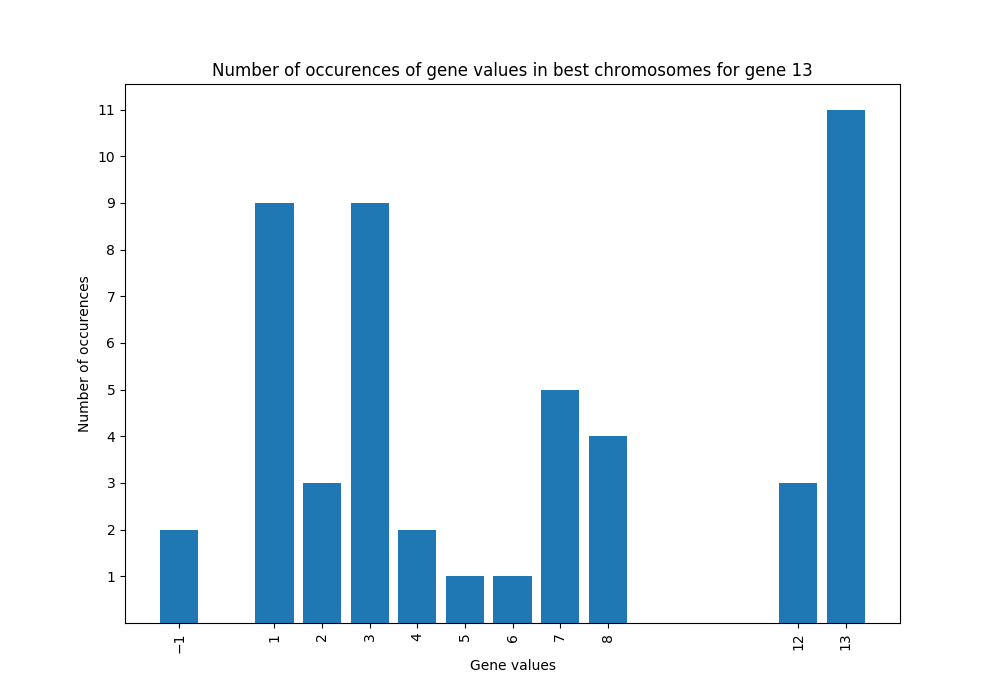 Number of occurences of gene values in best chromosomes for gene 13
11
10
9
8
7
6
5
4
3
2
1
Number of occurences
−1 1 2 3 4 5 6 7 8 12 13
Gene values